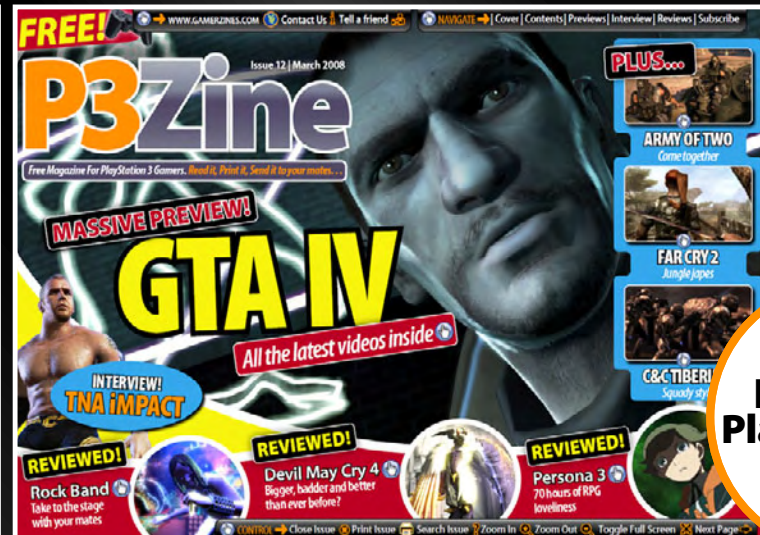 FREE!
WWW.GAMERZINES.COM Contact Us Tell a friend
NAVIGATE Cover | Contents | Previews | Interview | Reviews | Subscribe
Issue 12 | March 2008
P3Zine
Free Magazine For PlayStation 3 Gamers. Read it, Print it, Send it to your mates...
MASSIVE PREVIEW!
GTA IV
All the latest videos inside
PLUS...
ARMY OF TWO
Come together
FAR CRY 2
Jungle japes
C&C TIBERI
Squady sty
INTERVIEW!
TNA iMPACT
REVIEWED!
Rock Band
Take to the stage
with your mates
REVIEWED!
Devil May Cry 4
Bigger, badder and better
than ever before?
REVIEWED!
Persona 3
70 hours of RPG
loveliness
CONTROL Close Issue Print Issue Search Issue Zoom In Zoom Out Toggle Full Screen Next Page